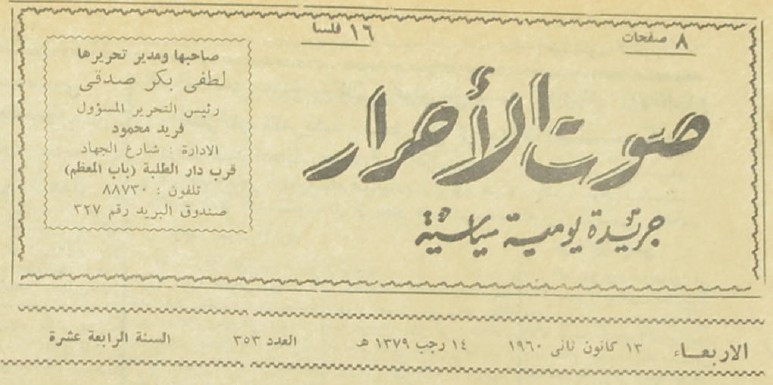 ٨ صفحات
١٦ فلسا
صوت الأحرار
جريدة يومية سياسية
صاحبها ومدير تحريرها
لطفي بكر صدقي
رئيس التحرير المسؤول
فريد محمود
الادارة : شارع الجهاد
قرب دار الطلبة (باب المعظم)
تلفون : ٨٨٧٣٠
صندوق البريد رقم ٣٢٧
الاربعاء ١٣ كانون ثاني ١٩٦٠ ١٤ رجب ١٣٧٩ هـ العدد ٣٥٣ السنة الرابعة عشرة